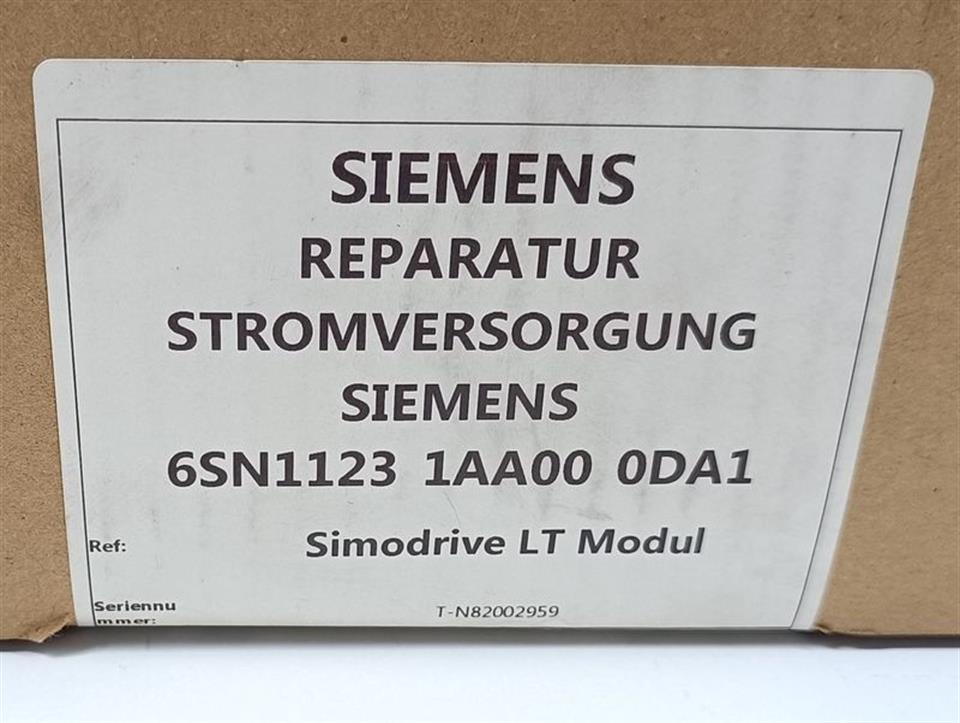 SIEMENS
REPARATUR
STROMVERSORGUNG
SIEMENS
6SN1123 1AA00 0DA1
Ref: Simodrive LT Modul
Seriennu
mmer: T-N82002959